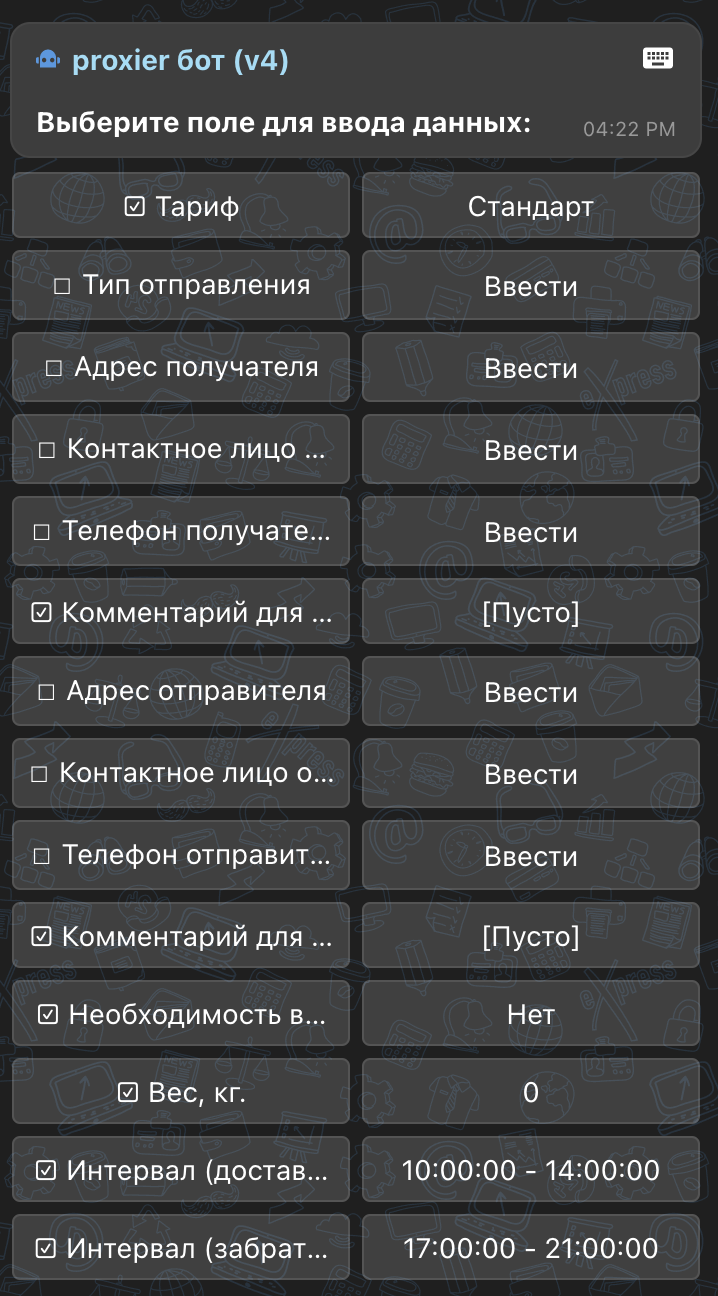 proxier бот (v4)
Выберите поле для ввода данных:
04:22 PM
☑ Тариф
Стандарт
☐ Тип отправления
Ввести
☐ Адрес получателя
Ввести
☐ Контактное лицо ...
Ввести
☐ Телефон получате...
Ввести
☑ Комментарий для ...
[Пусто]
☐ Адрес отправителя
Ввести
☐ Контактное лицо о...
Ввести
☐ Телефон отправит...
Ввести
☑ Комментарий для ...
[Пусто]
☑ Необходимость в...
Нет
☑ Вес, кг.
0
☑ Интервал (достав...
10:00:00 - 14:00:00
☑ Интервал (забрат...
17:00:00 - 21:00:00